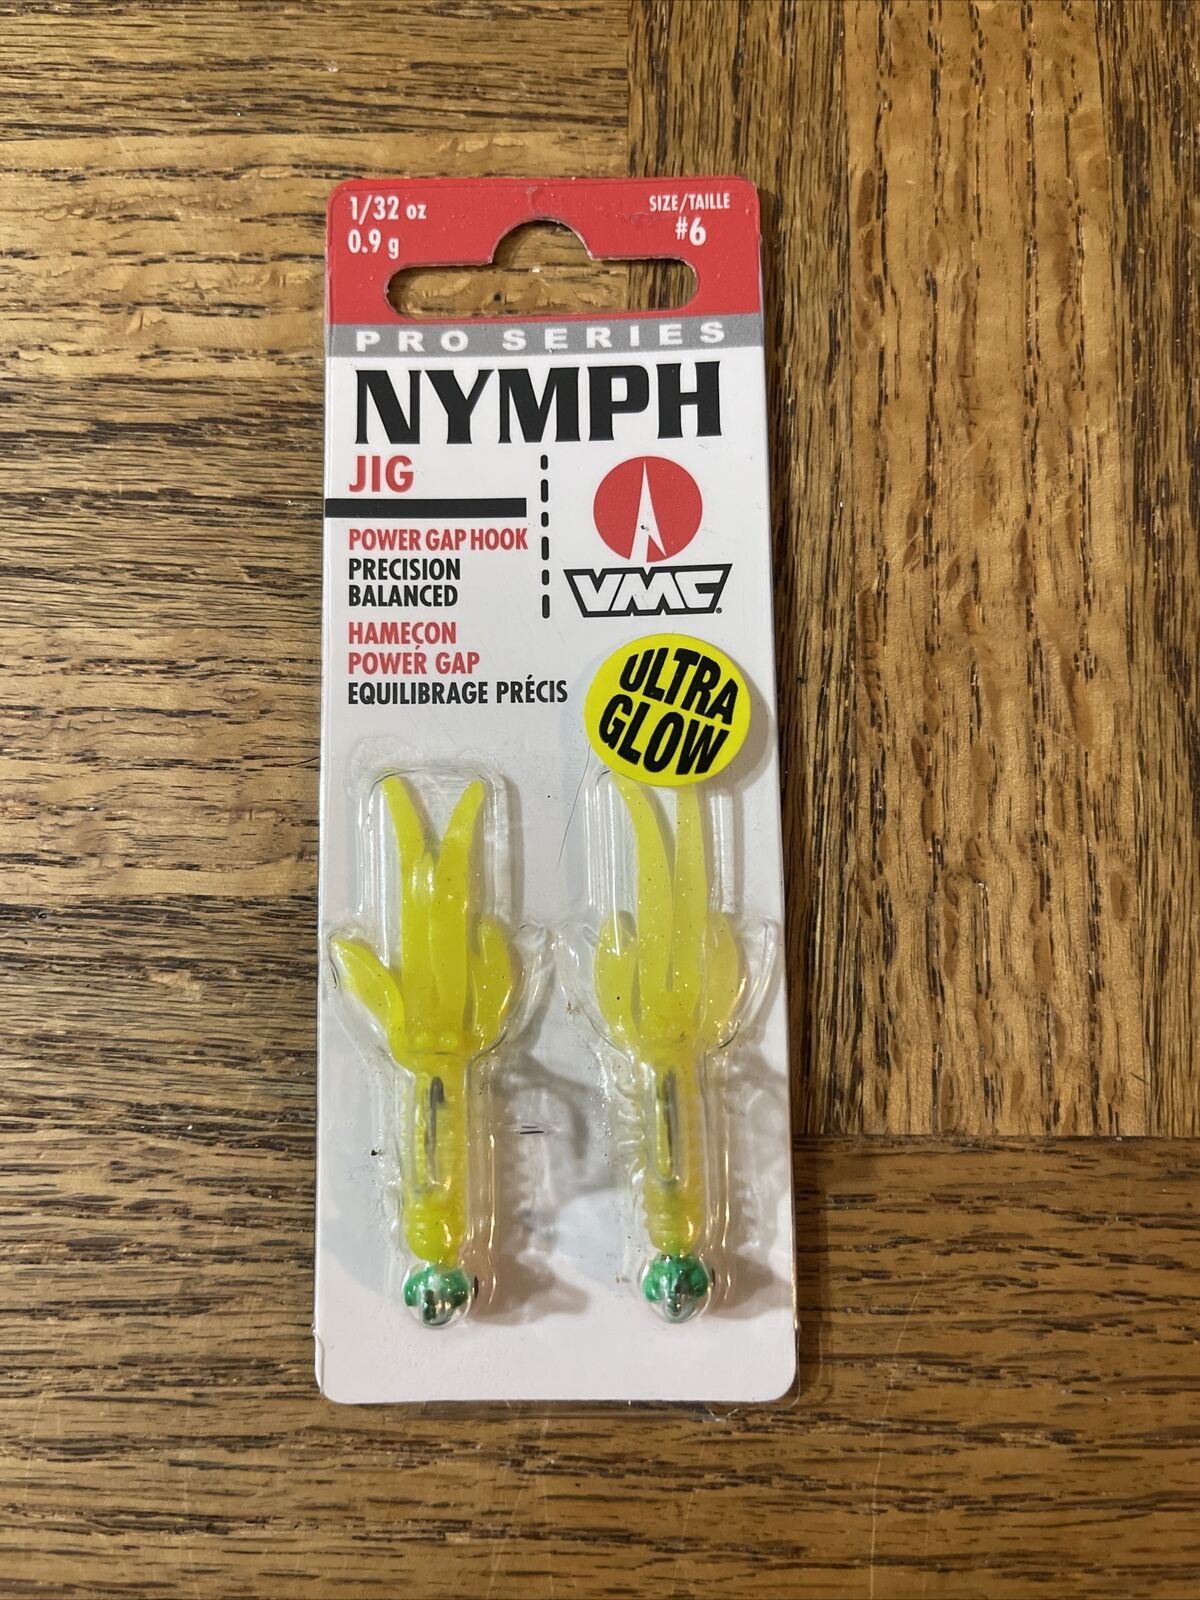 1/32 oz
0.9 g
SIZE/TAILLE
#6
PRO SERIES
NYMPH
JIG
POWER GAP HOOK
PRECISION
BALANCED
HAMEÇON
POWER GAP
EQUILIBRAGE PRÉCIS
VMC®
ULTRA
GLOW